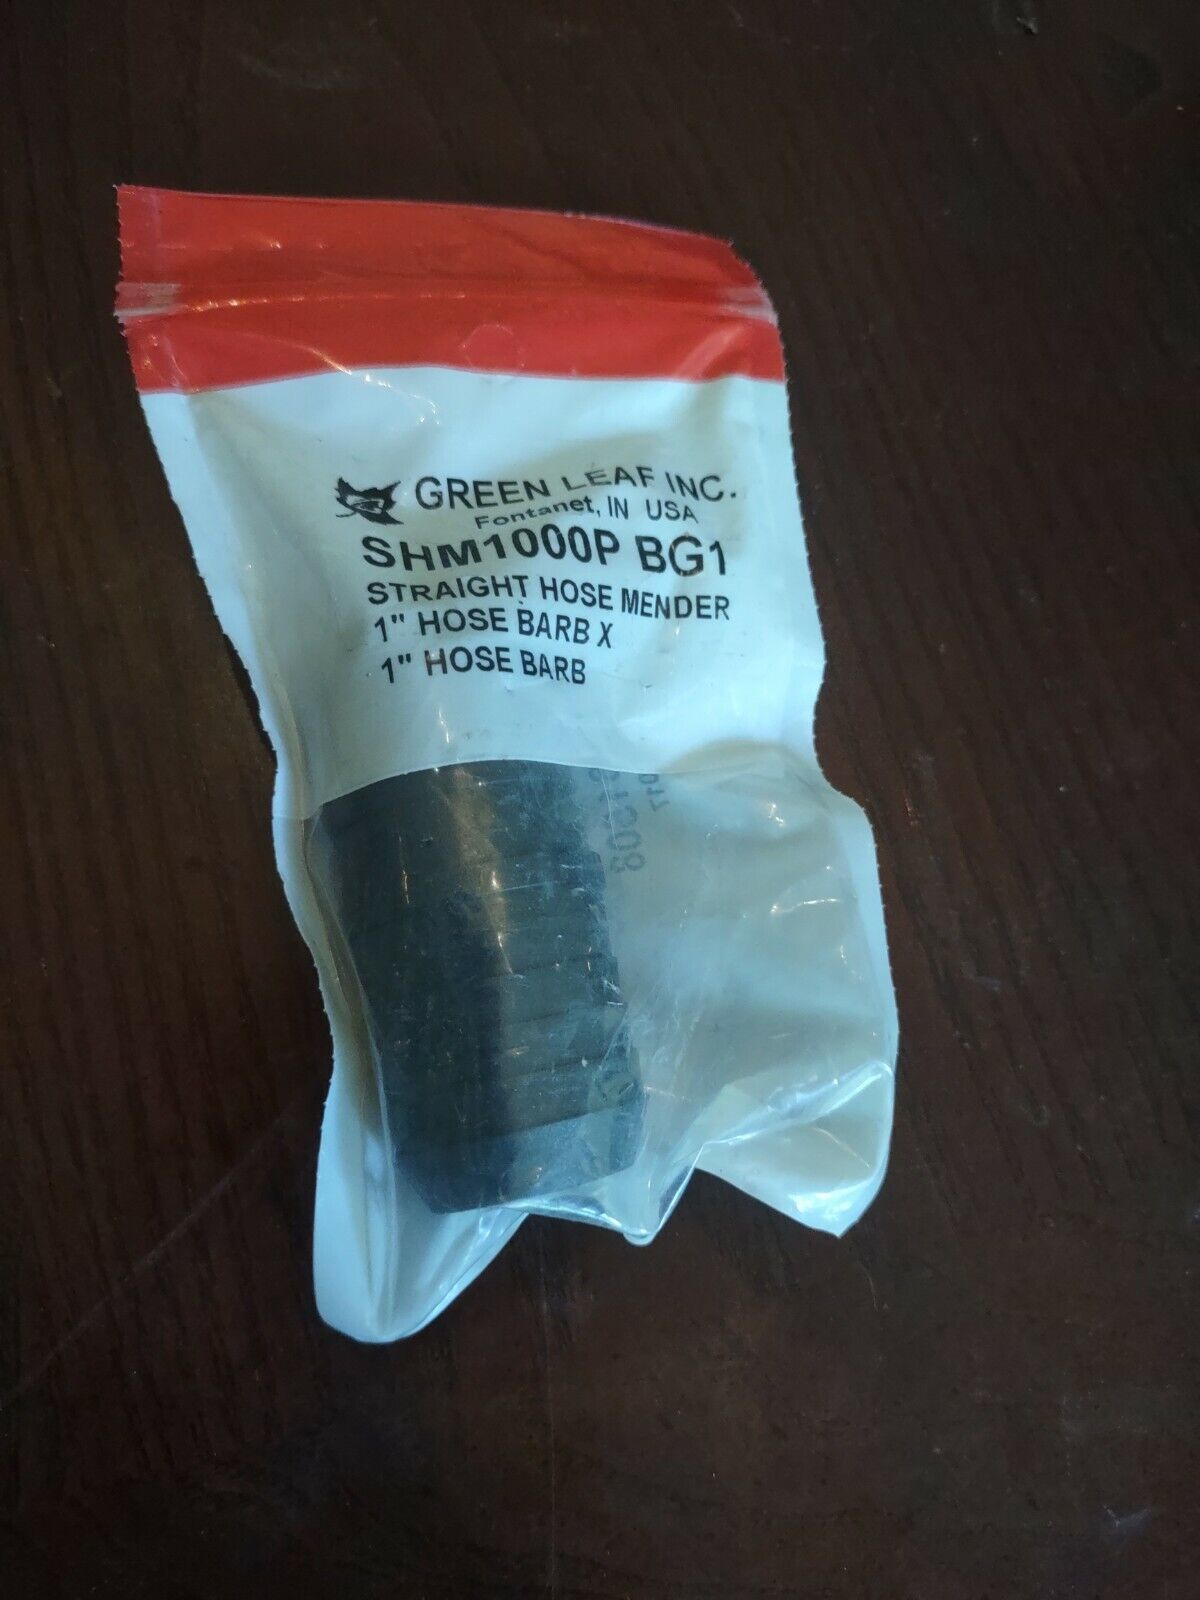 GREEN LEAF INC.
Fontanet, IN USA
SHM1000P BG1
STRAIGHT HOSE MENDER
1" HOSE BARB X
1" HOSE BARB